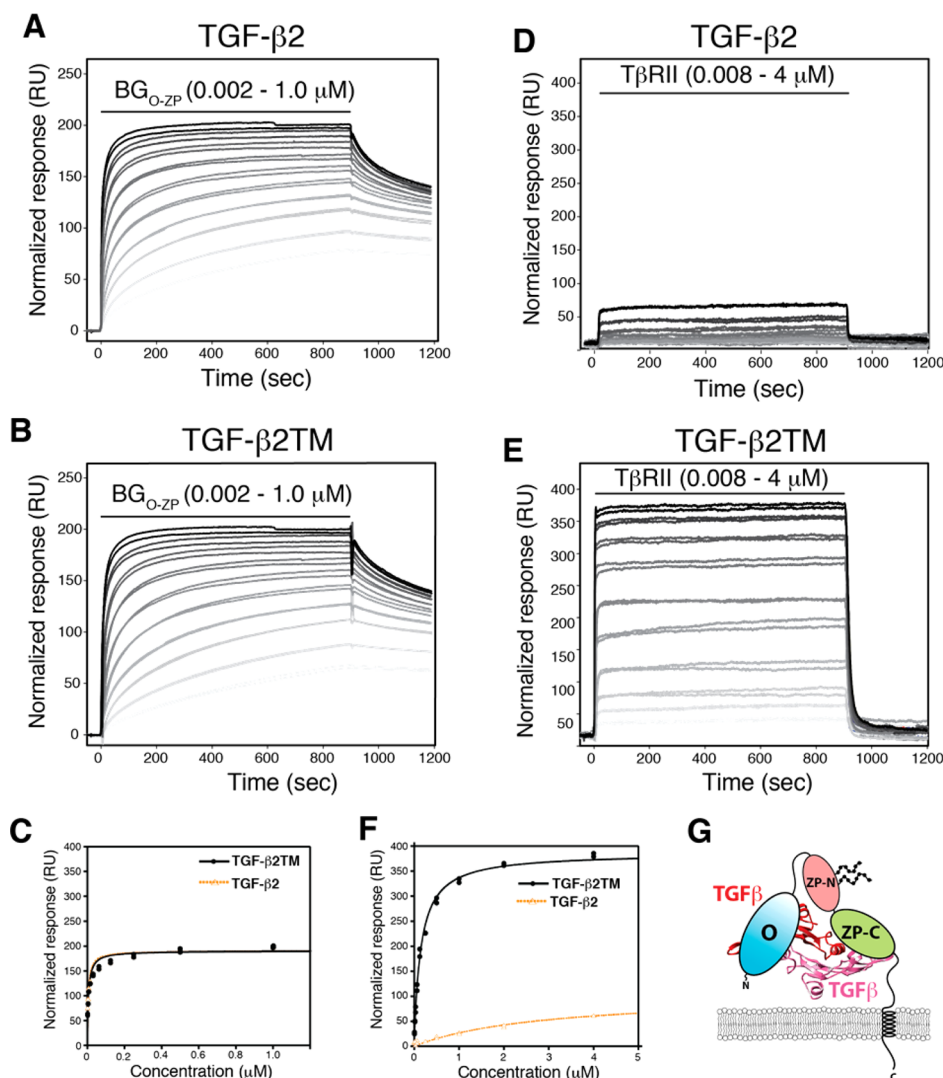 A
TGF-β2
Normalized response (RU)
250
200
150
100
50
0
BG_O-ZP (0.002 - 1.0 μM)
0 200 400 600 800 1000 1200
Time (sec)
D
TGF-β2
Normalized response (RU)
400
350
300
250
200
150
100
50
TβRII (0.008 - 4 μM)
0 200 400 600 800 1000 1200
Time (sec)
B
TGF-β2TM
Normalized response (RU)
250
200
150
100
50
0
BG_O-ZP (0.002 - 1.0 μM)
0 200 400 600 800 1000 1200
Time (sec)
E
TGF-β2TM
Normalized response (RU)
400
350
300
250
200
150
100
50
TβRII (0.008 - 4 μM)
0 200 400 600 800 1000 1200
Time (sec)
C
Normalized response (RU)
400
350
300
250
200
150
100
50
0
TGF-β2TM
TGF-β2
0 0.2 0.4 0.6 0.8 1.0
Concentration (μM)
F
Normalized response (RU)
400
350
300
250
200
150
100
50
0
TGF-β2TM
TGF-β2
0 1 2 3 4 5
Concentration (μM)
G
ZP-N
TGFβ
O
ZP-C
N
TGFβ
C